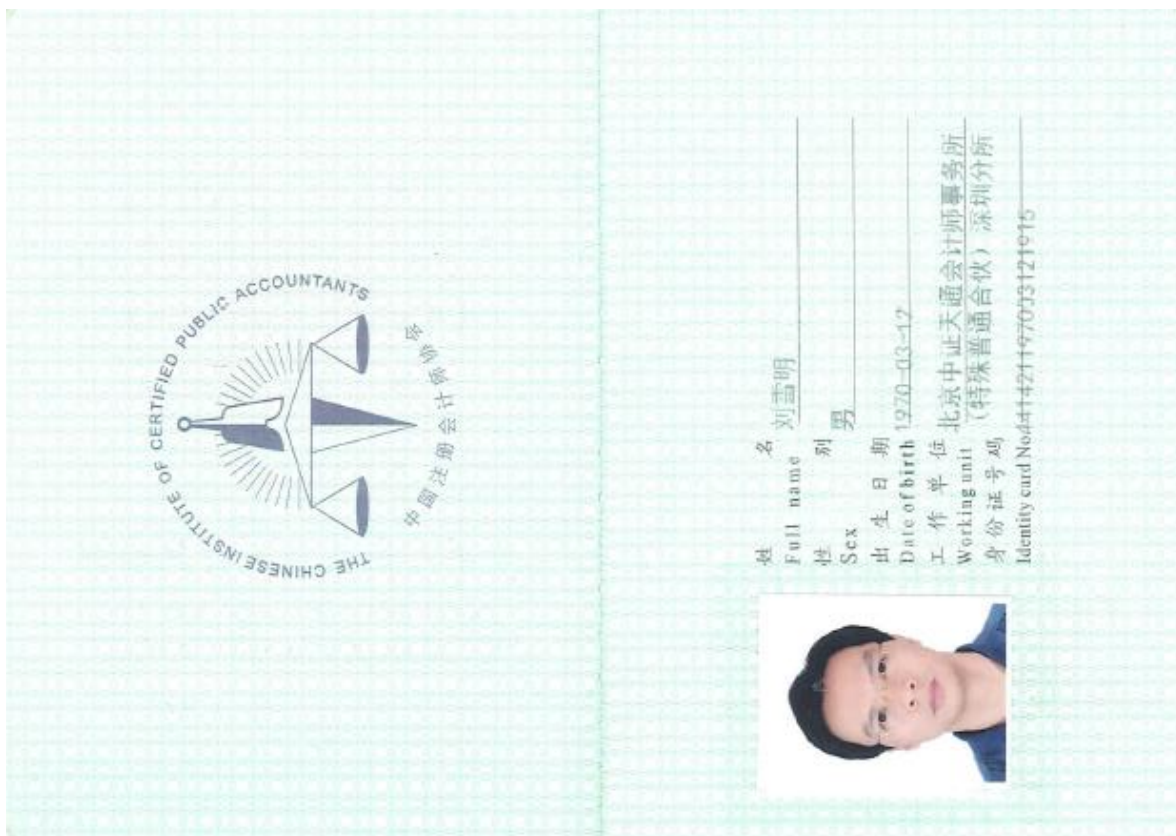 THE CHINESE INSTITUTE OF CERTIFIED PUBLIC ACCOUNTANTS
中国注册会计师协会
姓名 刘雪明
Full name
性别 男
Sex
出生日期 1970-03-12
Date of birth
工作单位 北京中证天通会计师事务所
Working unit (特殊普通合伙) 深圳分所
身份证号码
Identity card No